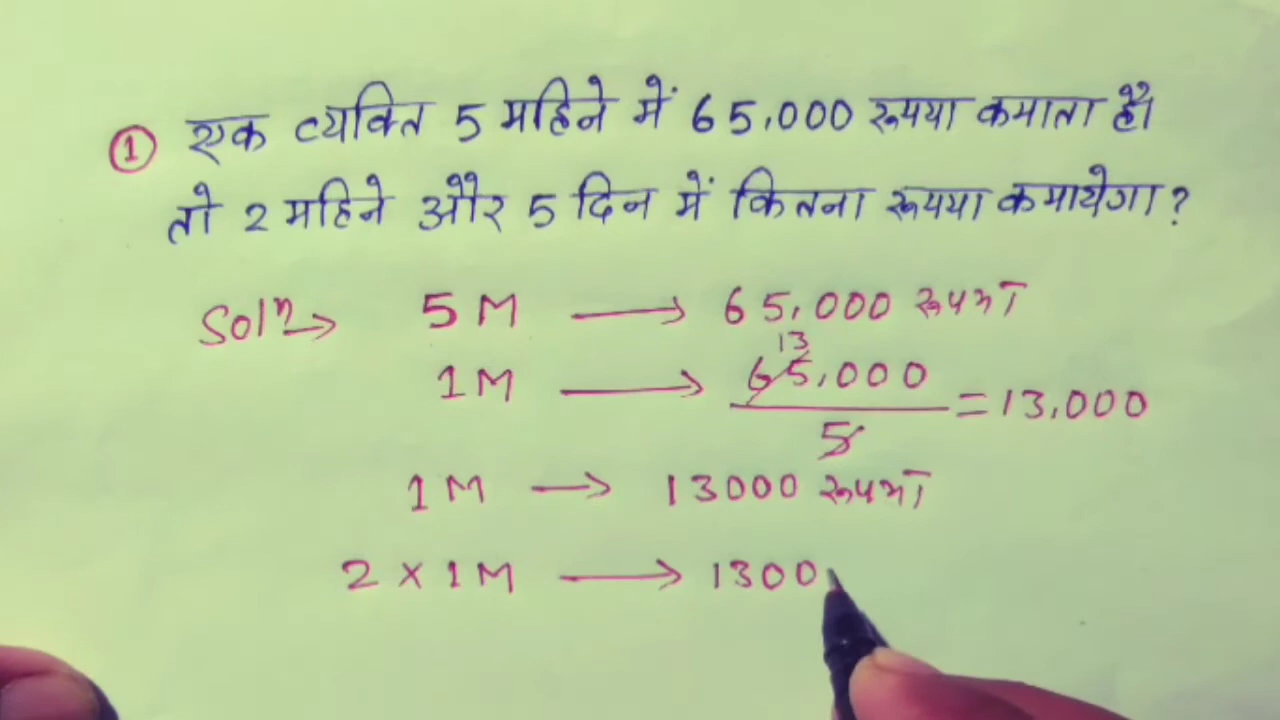 ① एक व्यक्ति 5 महिने में 65,000 रूपया कमाता है।
तो 2 महिने और 5 दिन में कितना रूपया कमायेगा?
Solⁿ→ 5 M → 65,000 रूपया
13
1 M → 65,000 / 5 = 13,000
1 M → 13000 रूपया
2 × 1 M → 1300